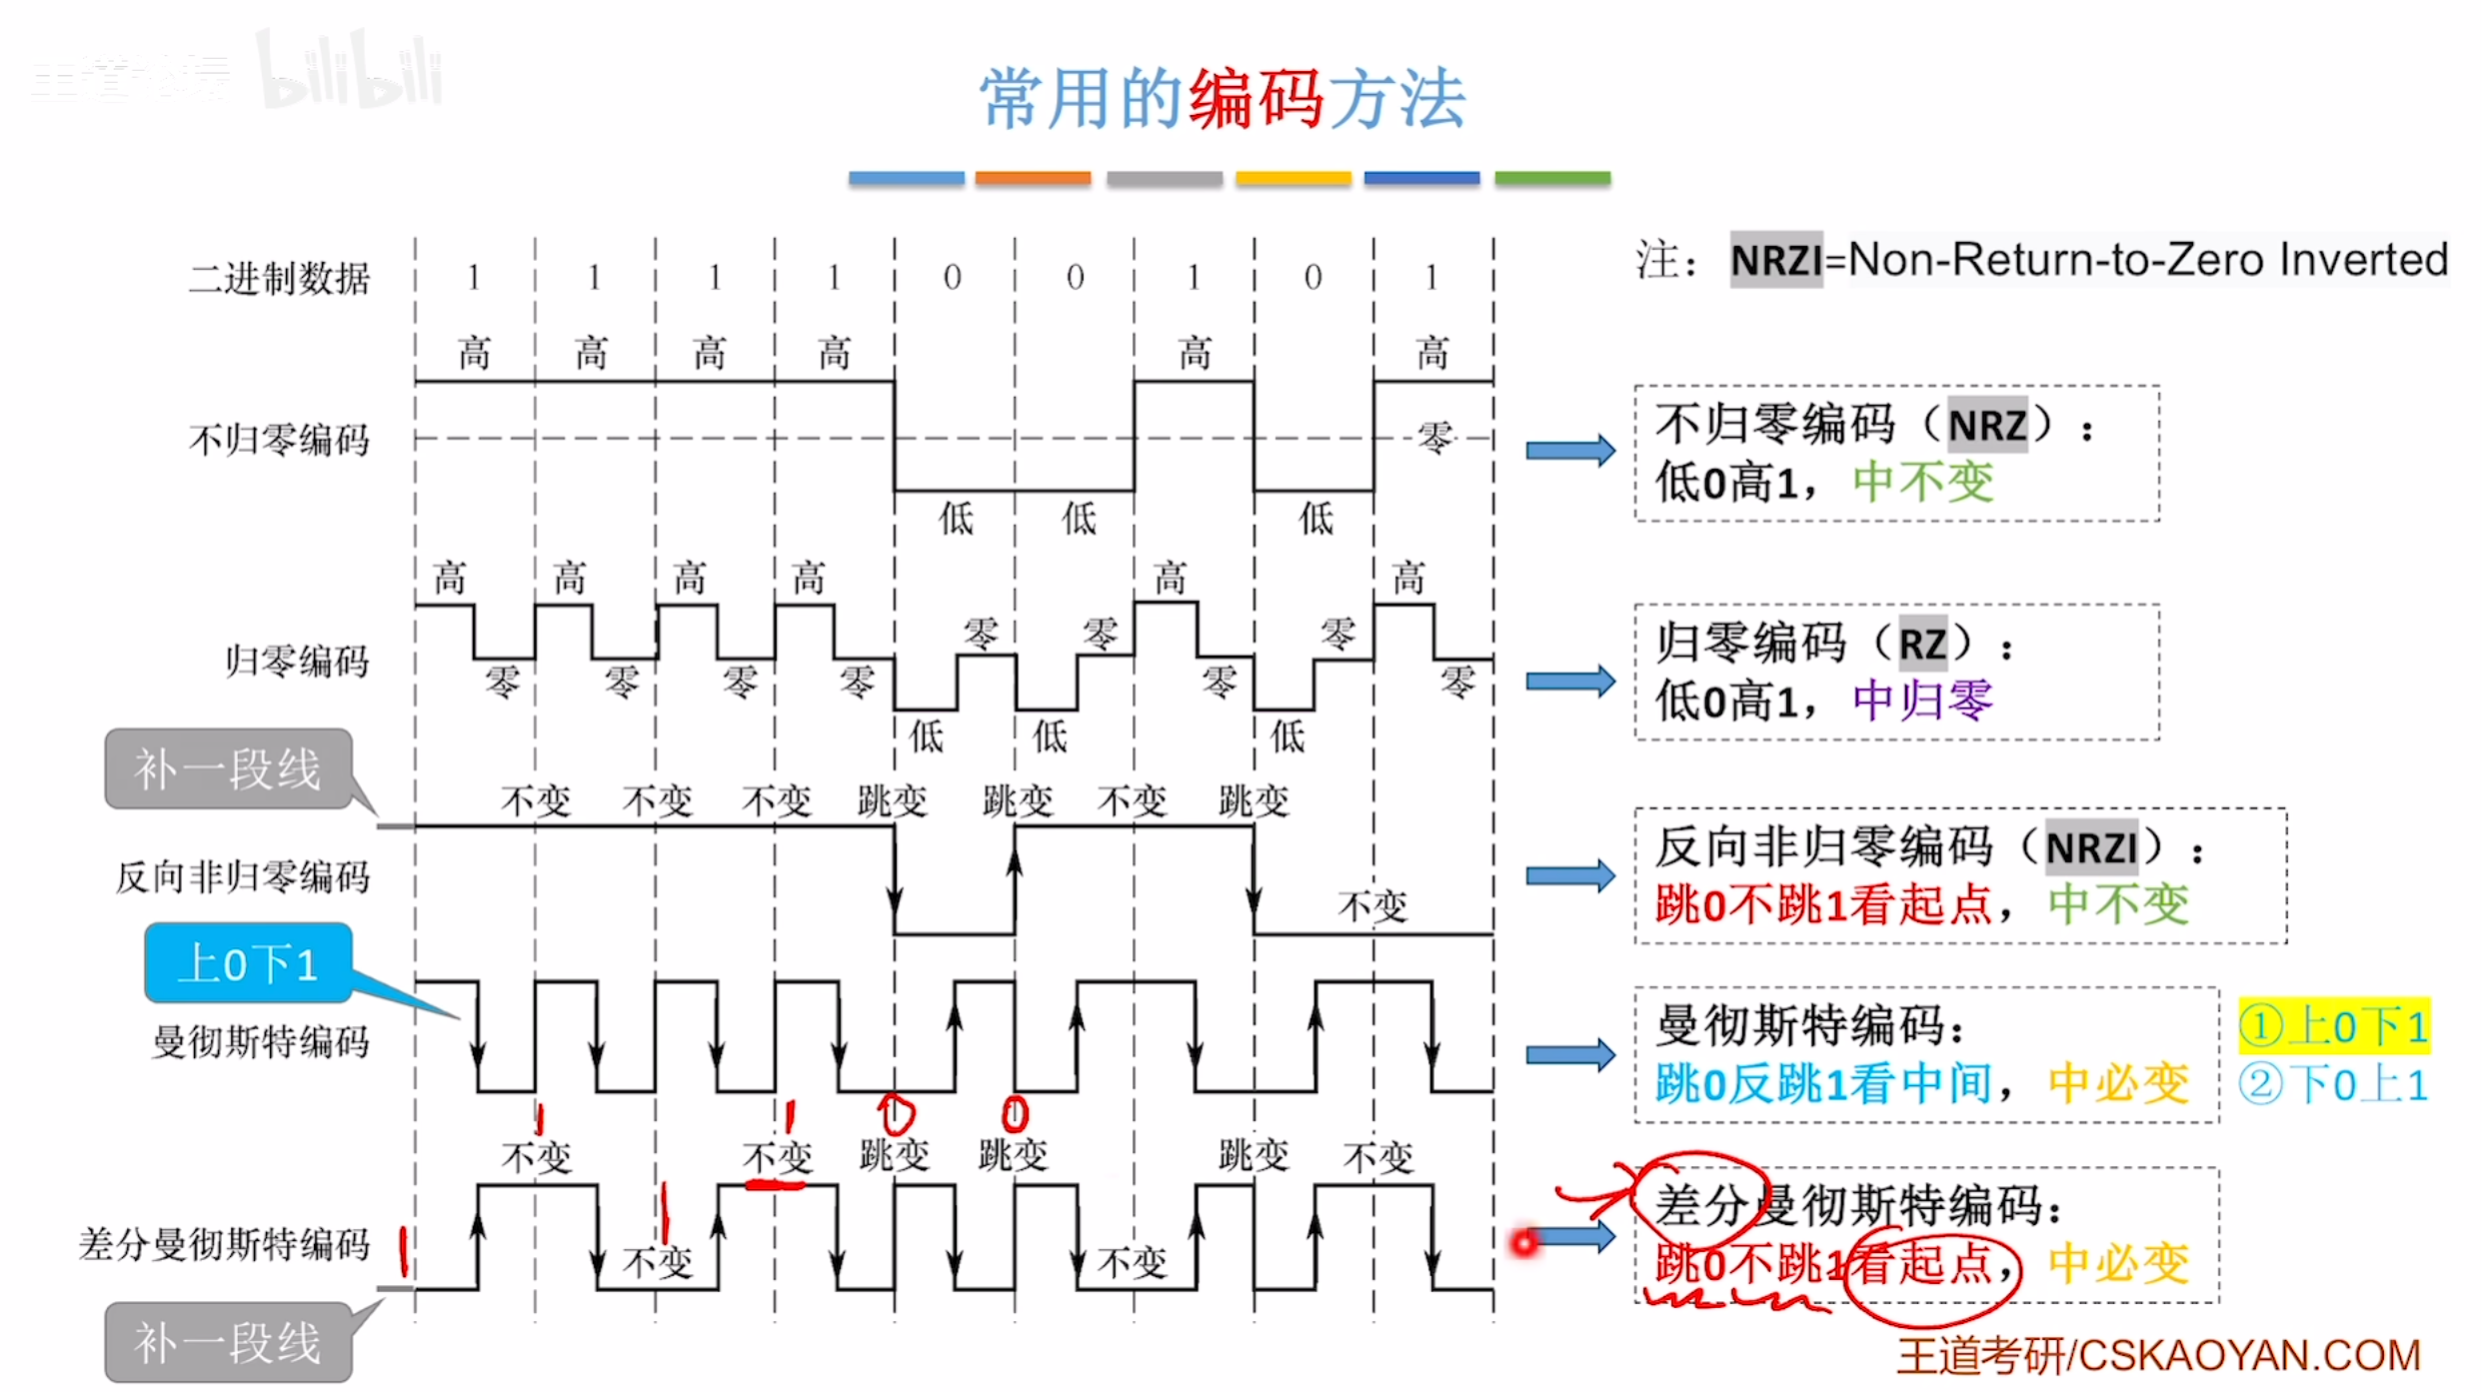 王道论坛 bilibili
常用的编码方法
二进制数据 1 1 1 1 0 0 1 0 1
注：NRZI=Non-Return-to-Zero Inverted
高 高 高 高 高 高
不归零编码 零
低 低 低
不归零编码（NRZ）：
低0高1，中不变
高 高 高 高 高 高
零 零 零
归零编码
零 零 零 零 零 零
低 低 低
归零编码（RZ）：
低0高1，中归零
补一段线
不变 不变 不变 跳变 跳变 不变 跳变
反向非归零编码
不变
反向非归零编码（NRZI）：
跳0不跳1看起点，中不变
上0下1
曼彻斯特编码
曼彻斯特编码：
跳0反跳1看中间，中必变
①上0下1
②下0上1
1 1 0 0
不变 不变 跳变 跳变 跳变 不变
差分曼彻斯特编码 1 1
不变 不变
差分曼彻斯特编码：
跳0不跳1看起点，中必变
补一段线
王道考研/CSKAOYAN.COM